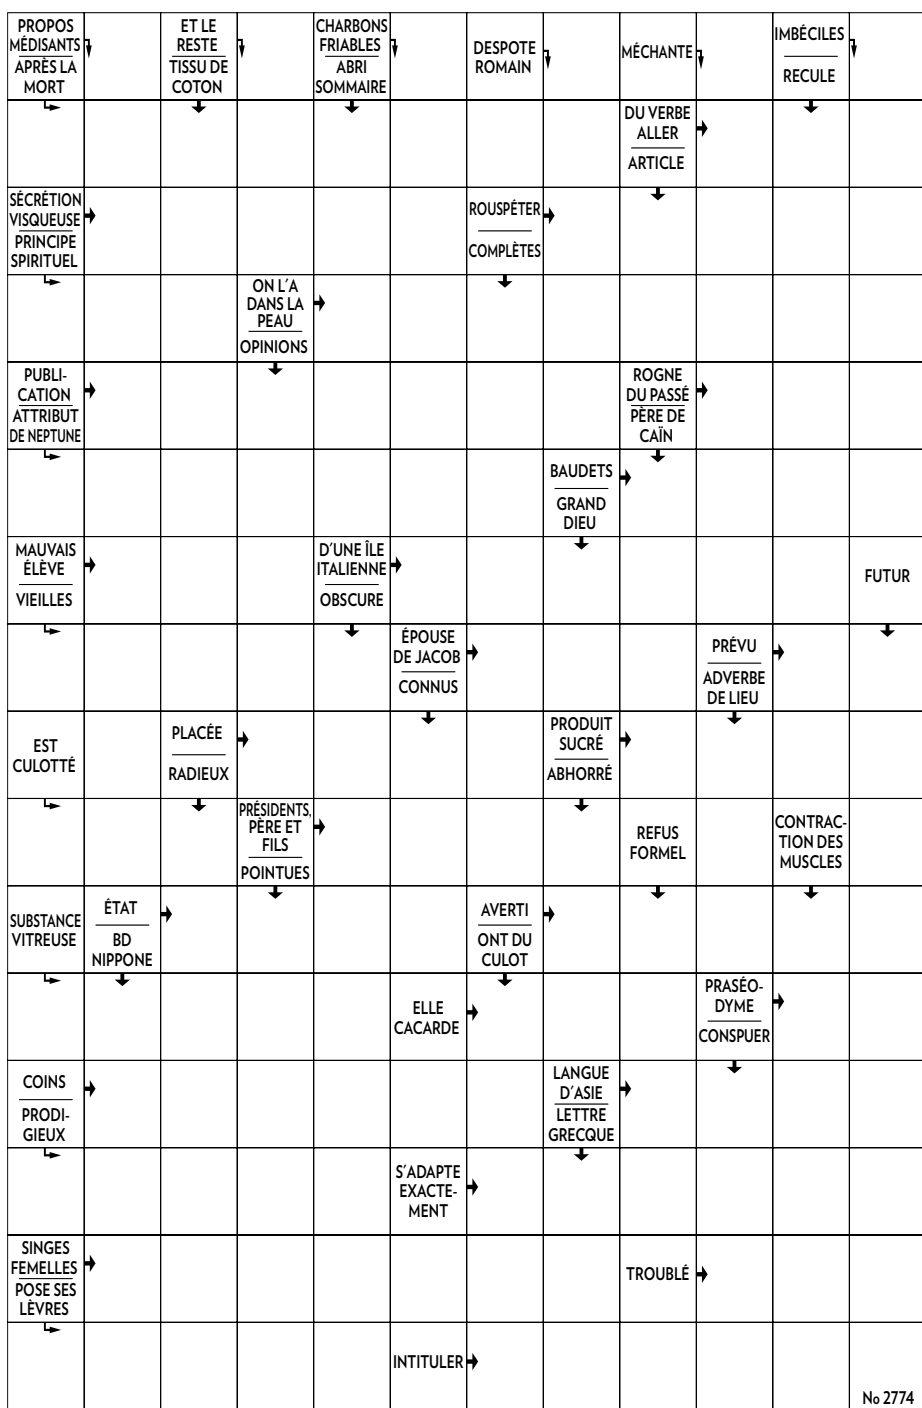 PROPOS
MÉDISANTS
APRÈS LA
MORT
ET LE
RESTE
TISSU DE
COTON
CHARBONS
FRIABLES
ABRI
SOMMAIRE
DESPOTE
ROMAIN
MÉCHANTE
IMBÉCILES
RECULE
DU VERBE
ALLER
ARTICLE
SÉCRÉTION
VISQUEUSE
PRINCIPE
SPIRITUEL
ROUSPÉTER
COMPLÈTES
ON L'A
DANS LA
PEAU
OPINIONS
PUBLI-
CATION
ATTRIBUT
DE NEPTUNE
ROGNE
DU PASSÉ
PÈRE DE
CAÏN
BAUDETS
GRAND
DIEU
MAUVAIS
ÉLÈVE
VIEILLES
D'UNE ÎLE
ITALIENNE
OBSCURE
FUTUR
ÉPOUSE
DE JACOB
CONNUS
PRÉVU
ADVERBE
DE LIEU
EST
CULOTTÉ
PLACÉE
RADIEUX
PRODUIT
SUCRÉ
ABHORRÉ
PRÉSIDENTS,
PÈRE ET
FILS
POINTUES
REFUS
FORMEL
CONTRAC-
TION DES
MUSCLES
SUBSTANCE
VITREUSE
ÉTAT
BD
NIPPONE
AVERTI
ONT DU
CULOT
ELLE
CACARDE
PRASÉO-
DYME
CONSPUER
COINS
PRODI-
GIEUX
LANGUE
D'ASIE
LETTRE
GRECQUE
S'ADAPTE
EXACTE-
MENT
SINGES
FEMELLES
POSE SES
LÈVRES
TROUBLÉ
INTITULER
No 2774